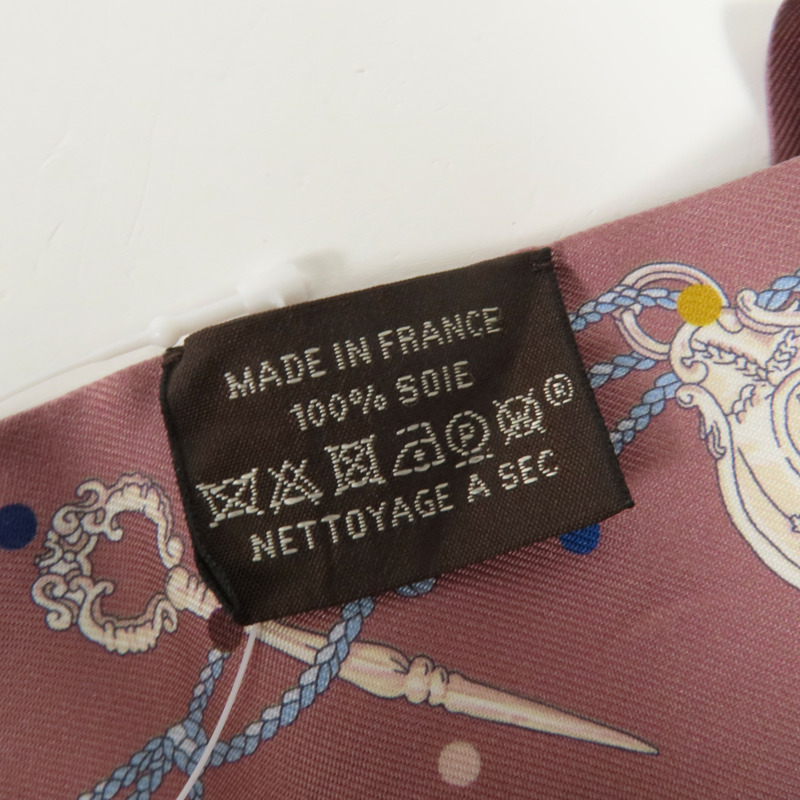 MADE IN FRANCE
100% SOIE
P W ®
NETTOYAGE A SEC